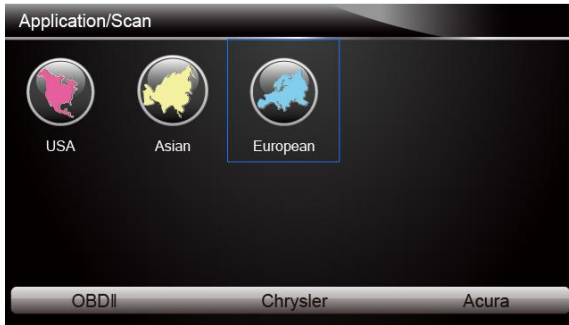 Application/Scan
USA Asian European
OBDII Chrysler Acura